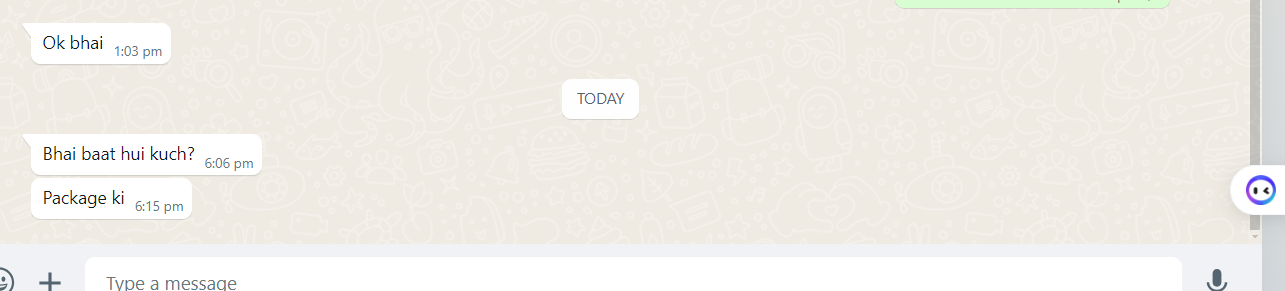 Ok bhai 1:03 pm
TODAY
Bhai baat hui kuch? 6:06 pm
Package ki 6:15 pm
Type a message